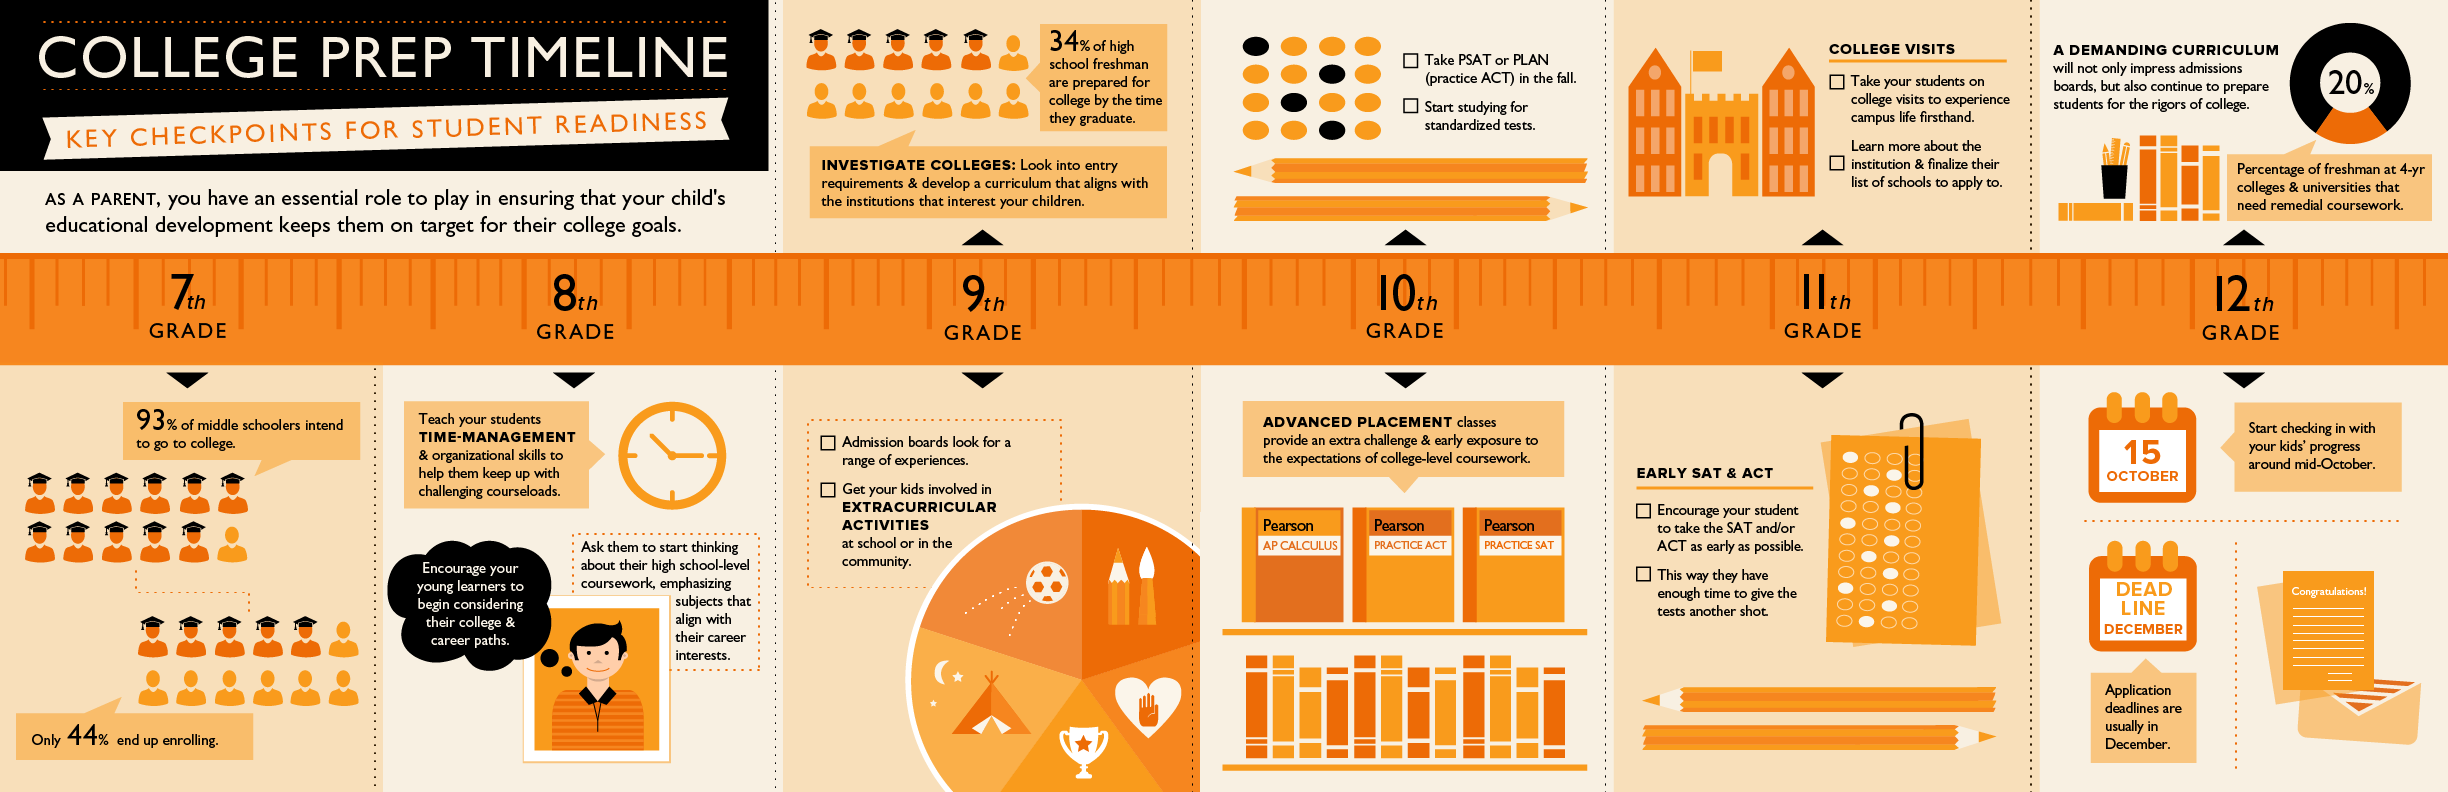 COLLEGE PREP TIMELINE
KEY CHECKPOINTS FOR STUDENT READINESS
AS A PARENT, you have an essential role to play in ensuring that your child's
educational development keeps them on target for their college goals.
34% of high
school freshman
are prepared for
college by the time
they graduate.
INVESTIGATE COLLEGES: Look into entry
requirements & develop a curriculum that aligns with
the institutions that interest your children.
Take PSAT or PLAN
(practice ACT) in the fall.
Start studying for
standardized tests.
COLLEGE VISITS
Take your students on
college visits to experience
campus life firsthand.
Learn more about the
institution & finalize their
list of schools to apply to.
A DEMANDING CURRICULUM
will not only impress admissions
boards, but also continue to prepare
students for the rigors of college.
20%
Percentage of freshman at 4-yr
colleges & universities that
need remedial coursework.
7th
GRADE
8th
GRADE
9th
GRADE
10th
GRADE
11th
GRADE
12th
GRADE
93% of middle schoolers intend
to go to college.
Only 44% end up enrolling.
Teach your students
TIME-MANAGEMENT
& organizational skills to
help them keep up with
challenging courseloads.
Encourage your
young learners to
begin considering
their college &
career paths.
Ask them to start thinking
about their high school-level
coursework, emphasizing
subjects that
align with
their career
interests.
Admission boards look for a
range of experiences.
Get your kids involved in
EXTRACURRICULAR
ACTIVITIES
at school or in the
community.
ADVANCED PLACEMENT classes
provide an extra challenge & early exposure to
the expectations of college-level coursework.
Pearson
AP CALCULUS
Pearson
PRACTICE ACT
Pearson
PRACTICE SAT
EARLY SAT & ACT
Encourage your student
to take the SAT and/or
ACT as early as possible.
This way they have
enough time to give the
tests another shot.
15
OCTOBER
Start checking in with
your kids' progress
around mid-October.
DEAD
LINE
DECEMBER
Application
deadlines are
usually in
December.
Congratulations!